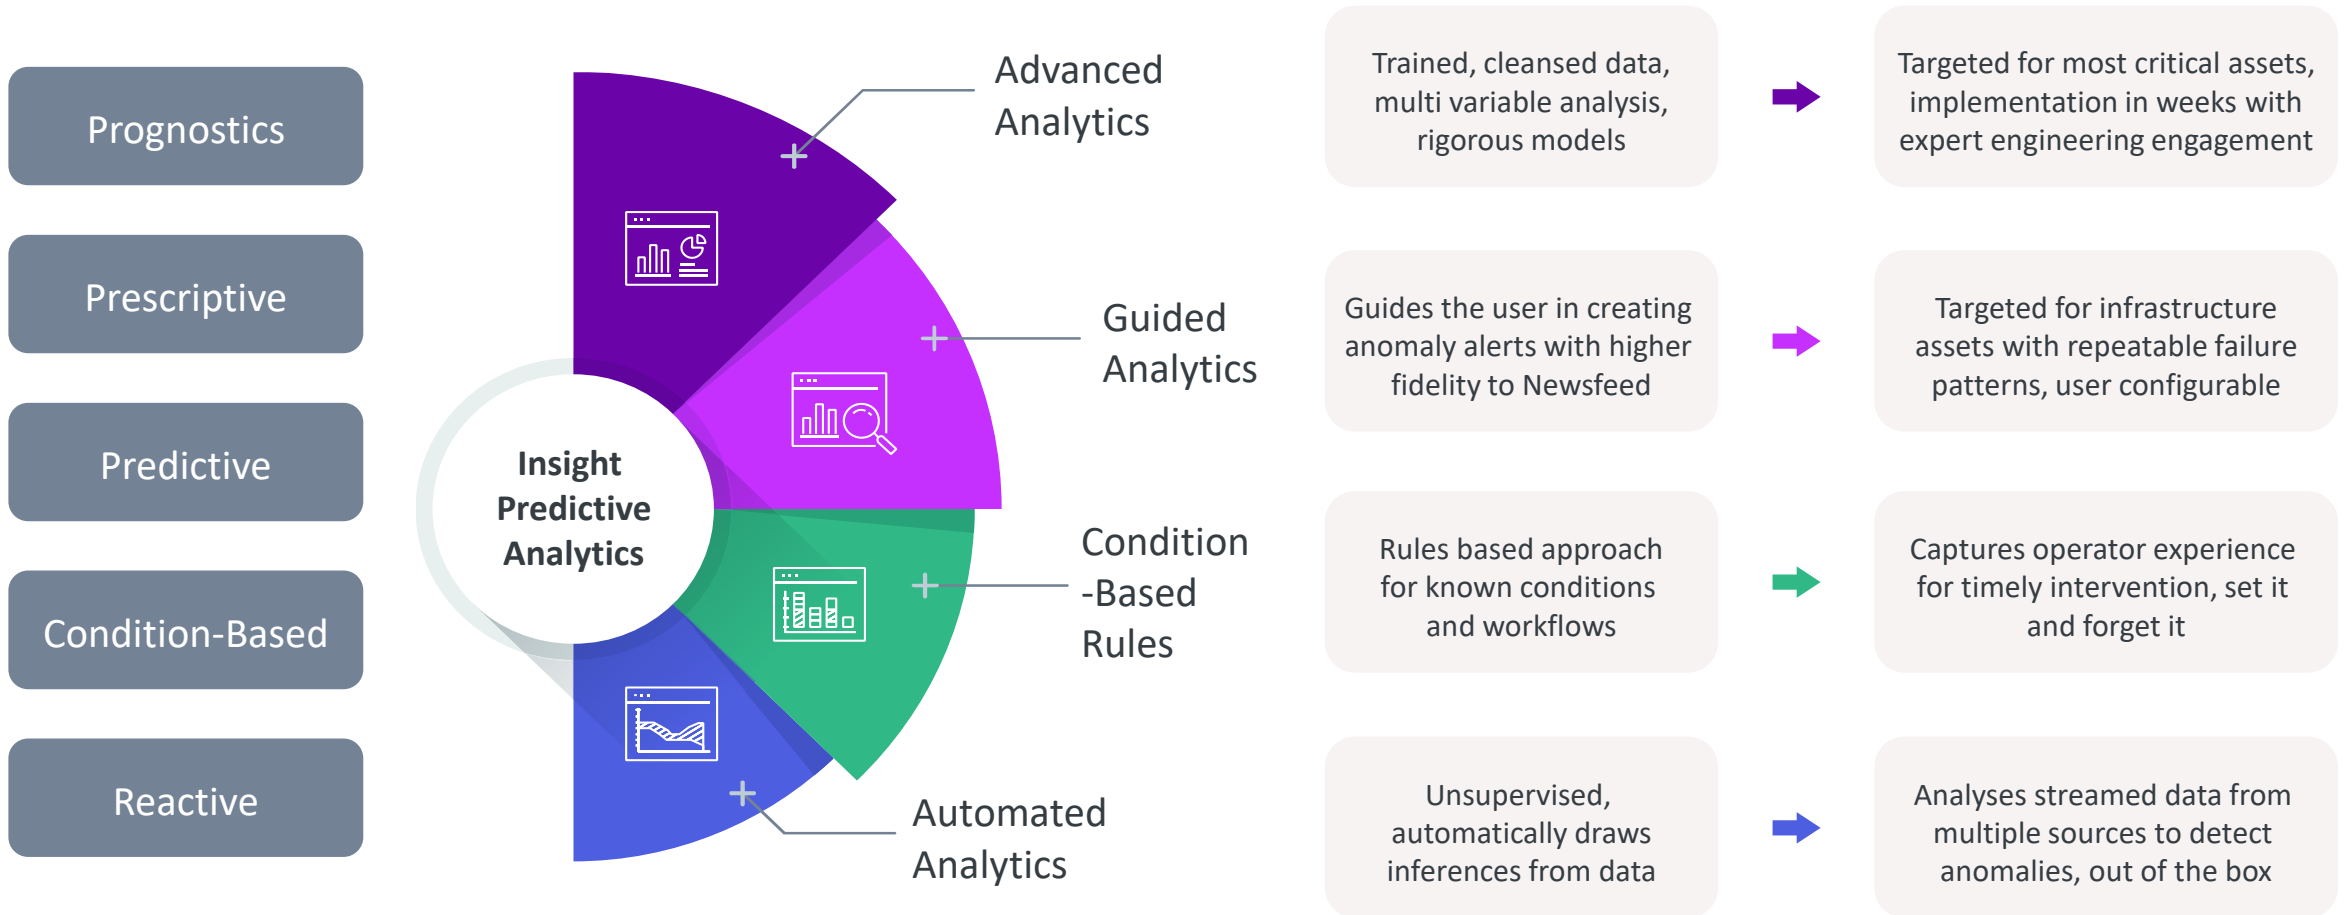 Prognostics
Prescriptive
Predictive
Condition-Based
Reactive
Insight
Predictive
Analytics
Advanced
Analytics
Guided
Analytics
Condition
-Based
Rules
Automated
Analytics
Trained, cleansed data,
multi variable analysis,
rigorous models
Targeted for most critical assets,
implementation in weeks with
expert engineering engagement
Guides the user in creating
anomaly alerts with higher
fidelity to Newsfeed
Targeted for infrastructure
assets with repeatable failure
patterns, user configurable
Rules based approach
for known conditions
and workflows
Captures operator experience
for timely intervention, set it
and forget it
Unsupervised,
automatically draws
inferences from data
Analyses streamed data from
multiple sources to detect
anomalies, out of the box